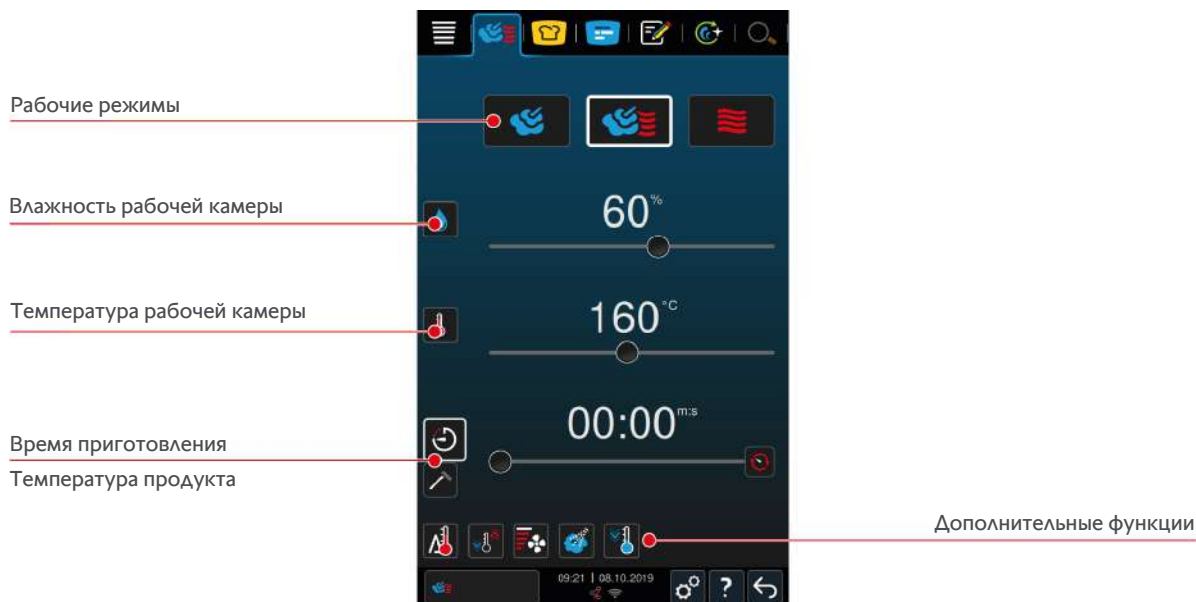 Рабочие режимы
Влажность рабочей камеры
60%
Температура рабочей камеры
160°C
00:00 m:s
Время приготовления
Температура продукта
Дополнительные функции
09:21 | 08.10.2019
?